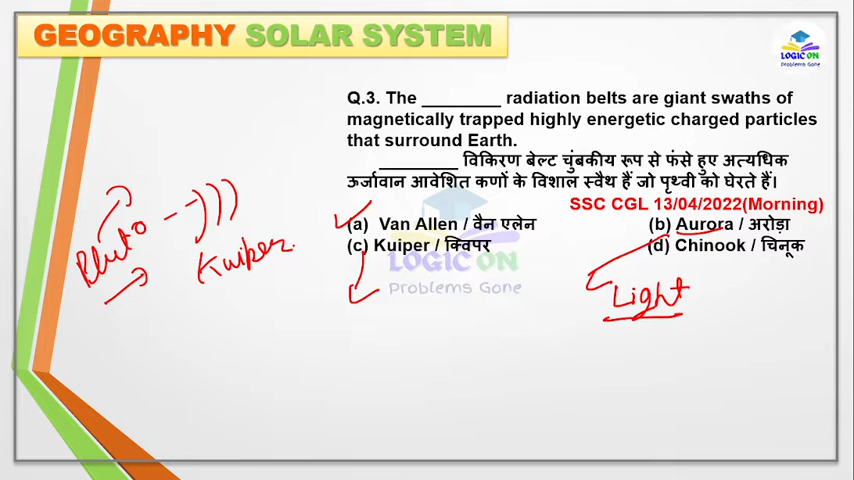 GEOGRAPHY SOLAR SYSTEM
LOGIC ON
Problems Gone
Q.3. The ________ radiation belts are giant swaths of
magnetically trapped highly energetic charged particles
that surround Earth.
________ विकिरण बेल्ट चुंबकीय रूप से फंसे हुए अत्यधिक
ऊर्जावान आवेशित कणों के विशाल स्वैथ हैं जो पृथ्वी को घेरते हैं।
SSC CGL 13/04/2022(Morning)
(a) Van Allen / वैन एलेन (b) Aurora / अरोड़ा
(c) Kuiper / क्विपर (d) Chinook / चिनूक
LOGIC ON
Problems Gone
Pluto
Kuiper
Light